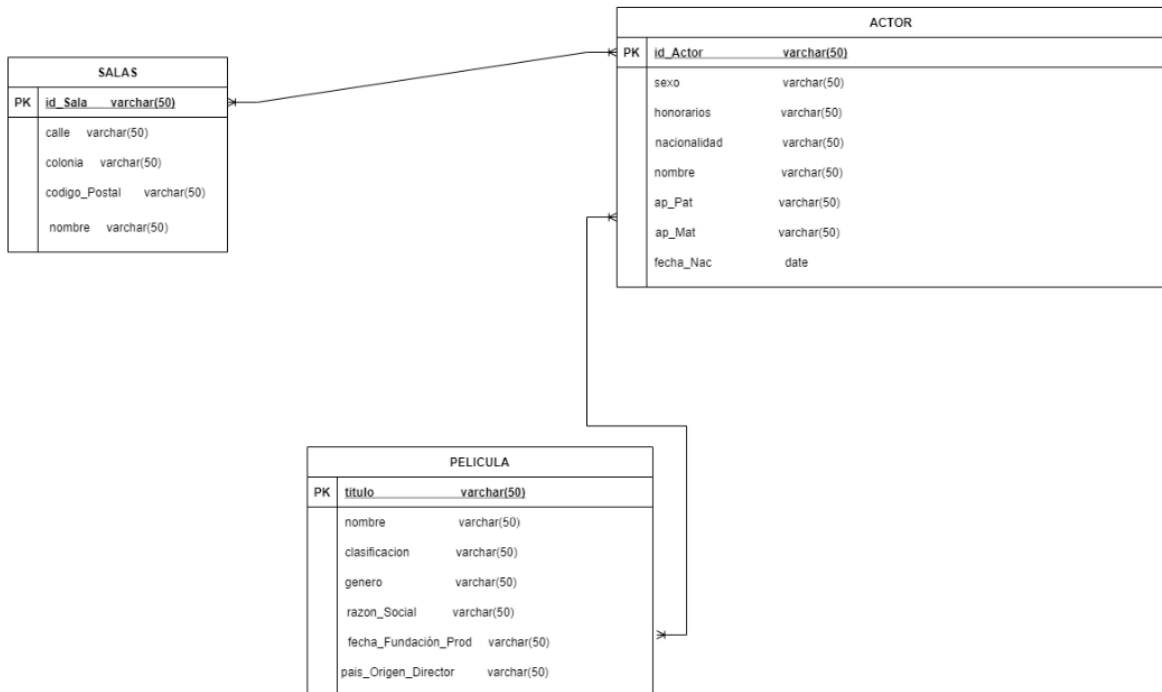 SALAS
PK id_Sala varchar(50)
calle varchar(50)
colonia varchar(50)
codigo_Postal varchar(50)
nombre varchar(50)
ACTOR
PK id_Actor varchar(50)
sexo varchar(50)
honorarios varchar(50)
nacionalidad varchar(50)
nombre varchar(50)
ap_Pat varchar(50)
ap_Mat varchar(50)
fecha_Nac date
PELICULA
PK titulo varchar(50)
nombre varchar(50)
clasificacion varchar(50)
genero varchar(50)
razon_Social varchar(50)
fecha_Fundación_Prod varchar(50)
pais_Origen_Director varchar(50)